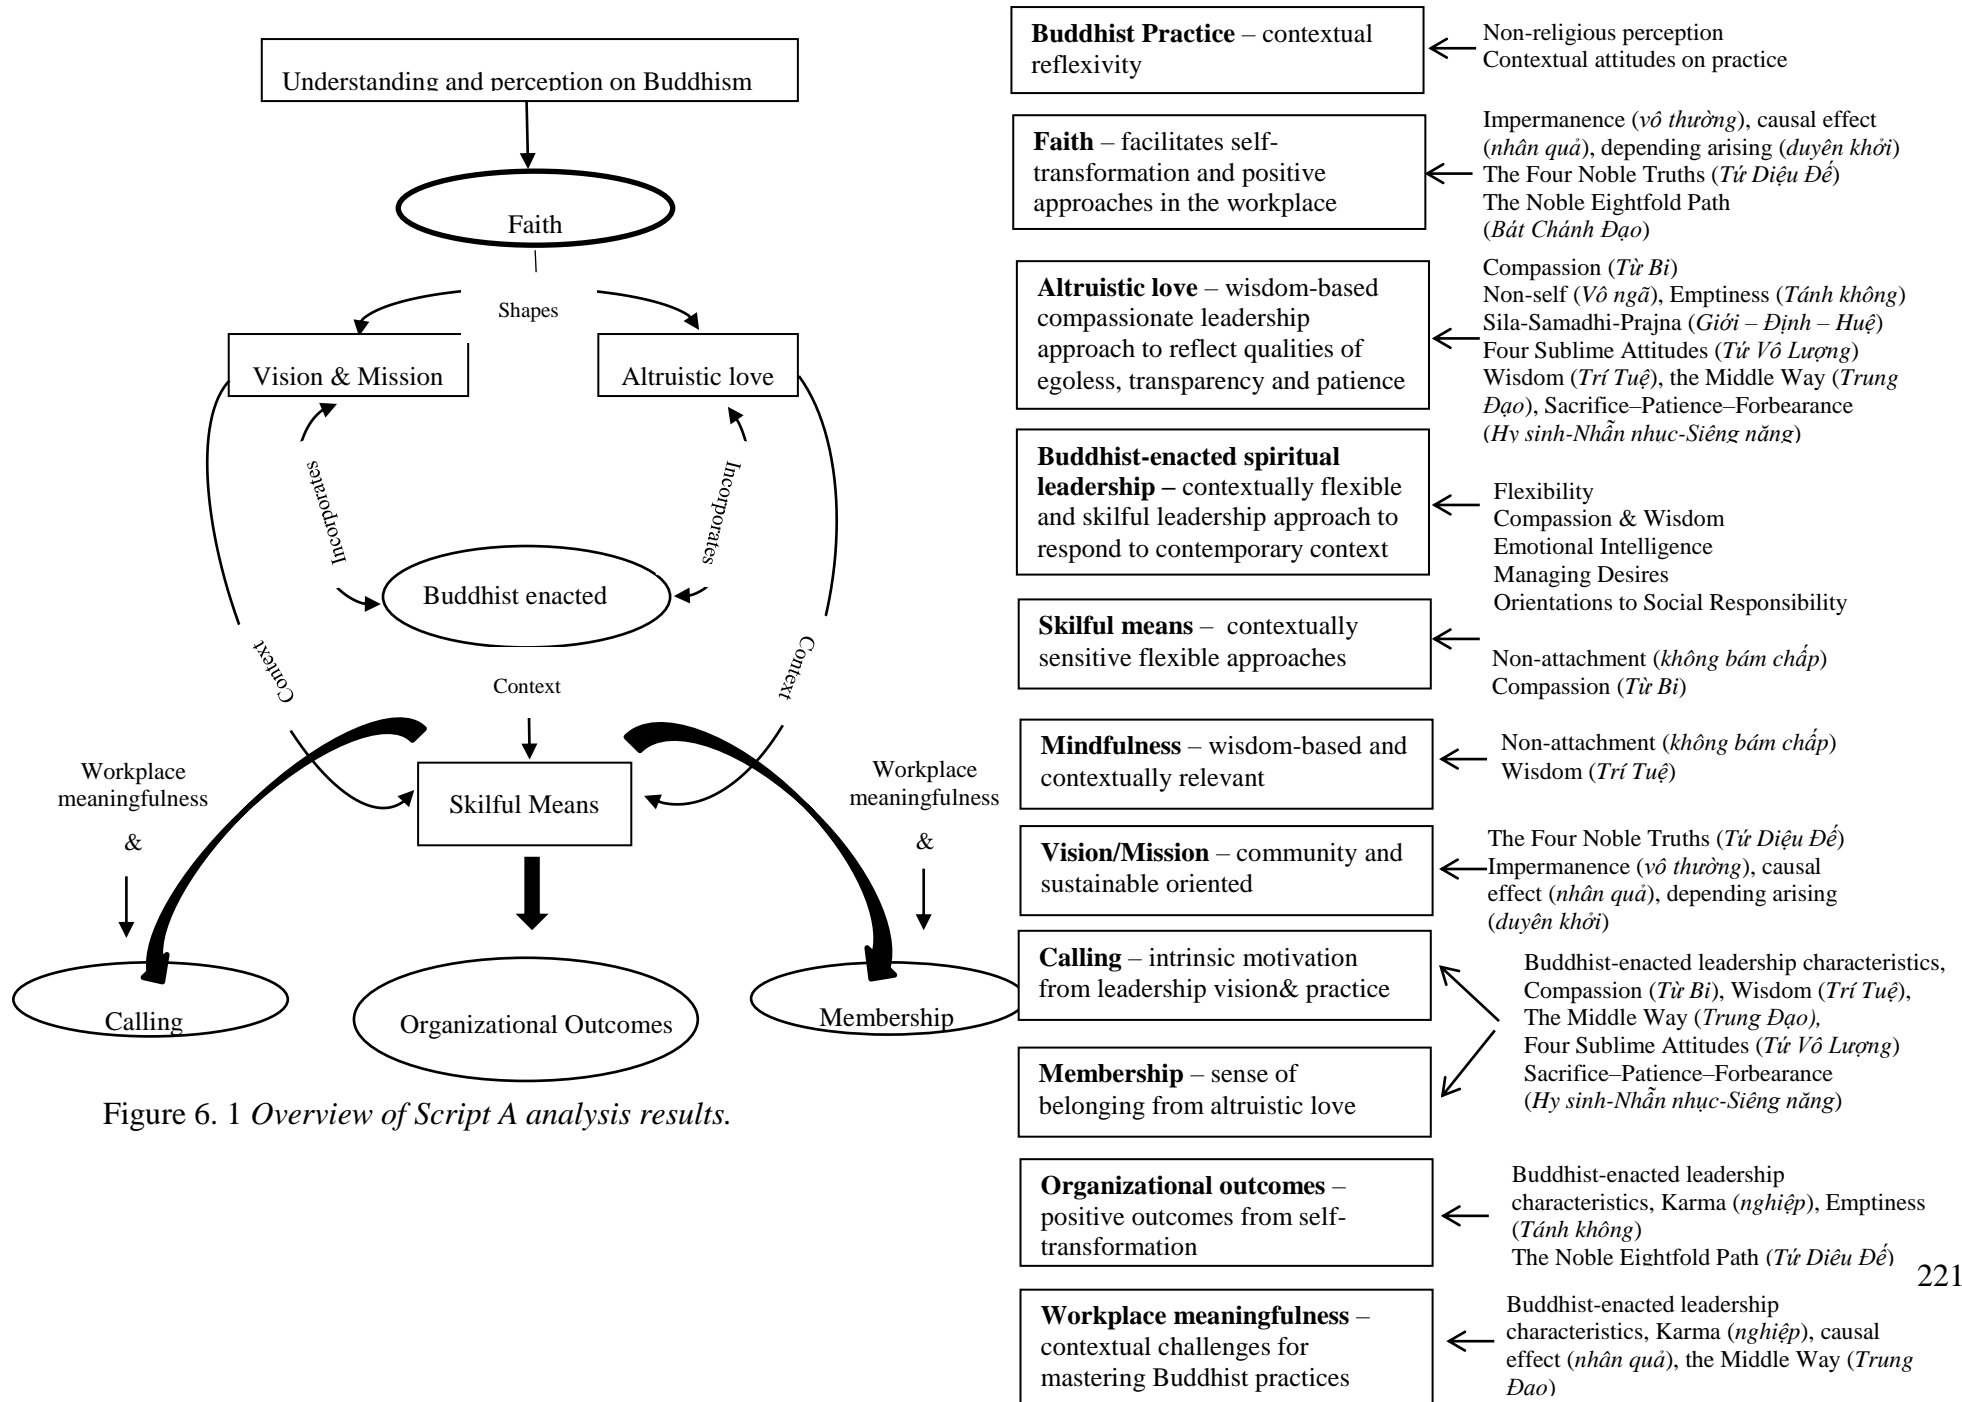 Understanding and perception on Buddhism
Faith
Shapes
Vision & Mission
Altruistic love
Incorporates
Incorporates
Buddhist enacted
Context
Context
Context
Workplace
meaningfulness
&
Skilful Means
Workplace
meaningfulness
&
Calling
Organizational Outcomes
Membership
Figure 6. 1 Overview of Script A analysis results.
Buddhist Practice – contextual
reflexivity
Non-religious perception
Contextual attitudes on practice
Faith – facilitates self-
transformation and positive
approaches in the workplace
Impermanence (vô thường), causal effect
(nhân quả), depending arising (duyên khởi)
The Four Noble Truths (Tứ Diệu Đế)
The Noble Eightfold Path
(Bát Chánh Đạo)
Altruistic love – wisdom-based
compassionate leadership
approach to reflect qualities of
egoless, transparency and patience
Compassion (Từ Bi)
Non-self (Vô ngã), Emptiness (Tánh không)
Sila-Samadhi-Prajna (Giới – Định – Huệ)
Four Sublime Attitudes (Tứ Vô Lượng)
Wisdom (Trí Tuệ), the Middle Way (Trung
Đạo), Sacrifice–Patience–Forbearance
(Hy sinh-Nhẫn nhục-Siêng năng)
Buddhist-enacted spiritual
leadership – contextually flexible
and skilful leadership approach to
respond to contemporary context
Flexibility
Compassion & Wisdom
Emotional Intelligence
Managing Desires
Orientations to Social Responsibility
Skilful means – contextually
sensitive flexible approaches
Non-attachment (không bám chấp)
Compassion (Từ Bi)
Mindfulness – wisdom-based and
contextually relevant
Non-attachment (không bám chấp)
Wisdom (Trí Tuệ)
Vision/Mission – community and
sustainable oriented
The Four Noble Truths (Tứ Diệu Đế)
Impermanence (vô thường), causal
effect (nhân quả), depending arising
(duyên khởi)
Calling – intrinsic motivation
from leadership vision& practice
Membership – sense of
belonging from altruistic love
Buddhist-enacted leadership characteristics,
Compassion (Từ Bi), Wisdom (Trí Tuệ),
The Middle Way (Trung Đạo),
Four Sublime Attitudes (Tứ Vô Lượng)
Sacrifice–Patience–Forbearance
(Hy sinh-Nhẫn nhục-Siêng năng)
Organizational outcomes –
positive outcomes from self-
transformation
Buddhist-enacted leadership
characteristics, Karma (nghiệp), Emptiness
(Tánh không)
The Noble Eightfold Path (Tứ Diệu Đế)
221
Workplace meaningfulness –
contextual challenges for
mastering Buddhist practices
Buddhist-enacted leadership
characteristics, Karma (nghiệp), causal
effect (nhân quả), the Middle Way (Trung
Đạo)